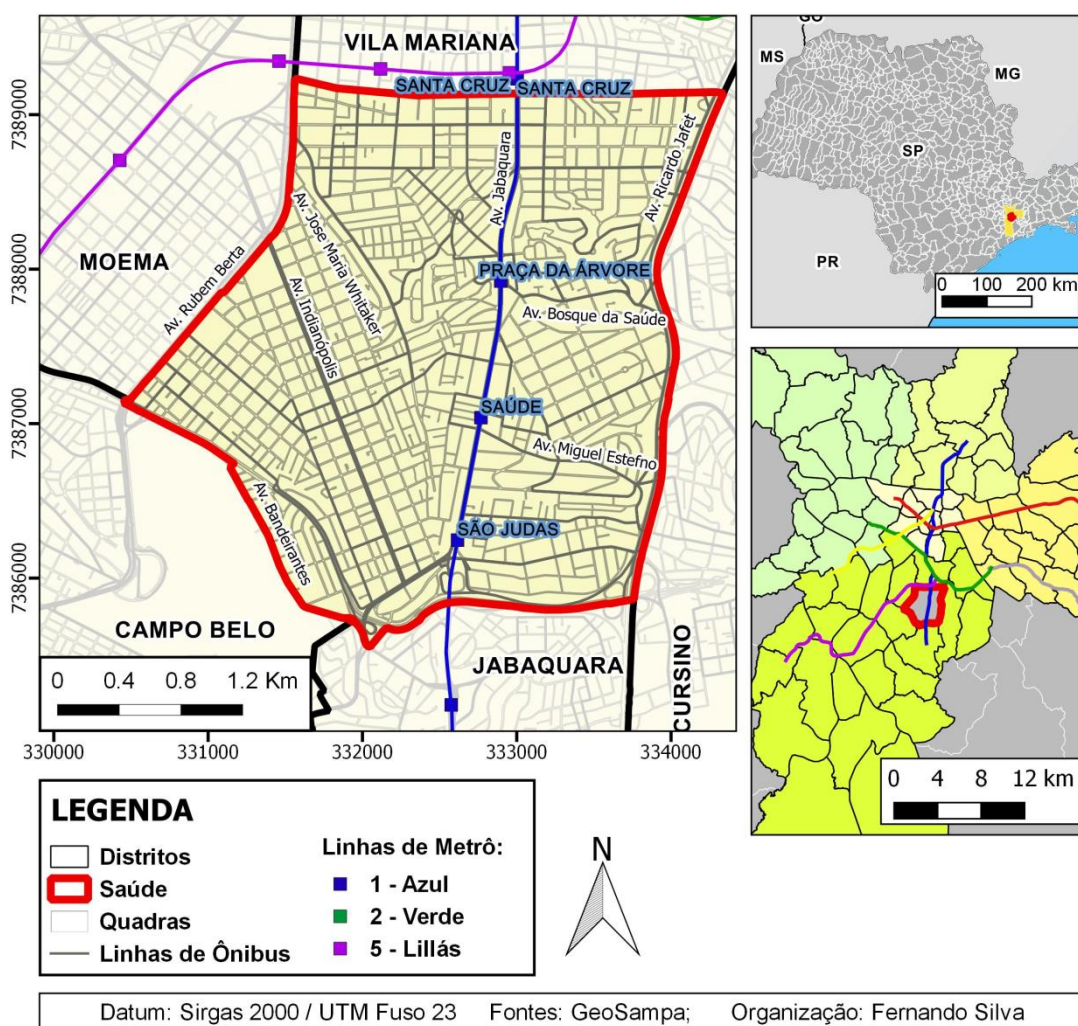 VILA MARIANA
SANTA CRUZ
SANTA CRUZ
Av. Jabaquara
Av. Ricardo Jafet
Av. Jose Maria Whitaker
MOEMA
Av. Rubem Berta
PRAÇA DA ÁRVORE
Av. Indianópolis
Av. Bosque da Saúde
SAÚDE
Av. Miguel Estefno
SÃO JUDAS
Av. Bandeirantes
CAMPO BELO
JABAQUARA
CURSINO
0 0.4 0.8 1.2 Km
7389000
7388000
7387000
7386000
330000 331000 332000 333000 334000
GO
MS
MG
SP
PR
0 100 200 km
0 4 8 12 km
LEGENDA
Distritos
Saúde
Quadras
Linhas de Ônibus
Linhas de Metrô:
1 - Azul
2 - Verde
5 - Lillás
N
Datum: Sirgas 2000 / UTM Fuso 23 Fontes: GeoSampa; Organização: Fernando Silva